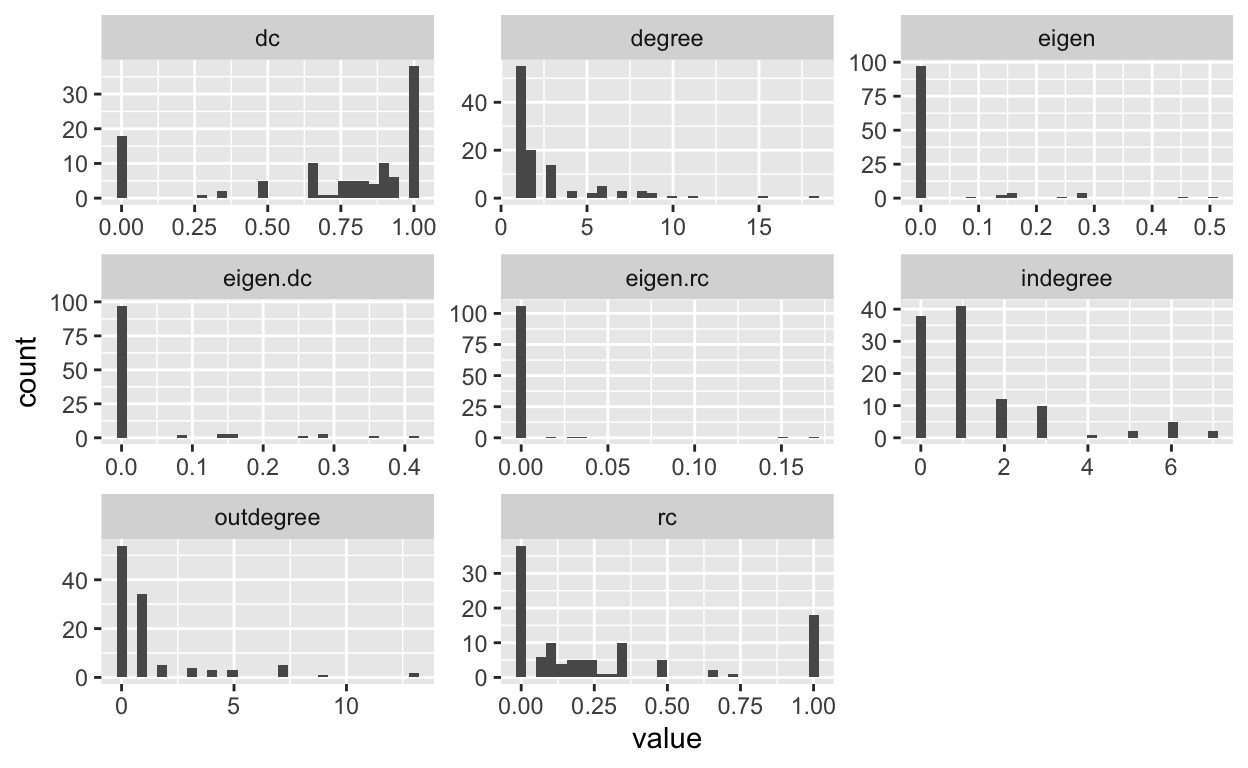 dc degree eigen
100
30 40 75
20 50
10 20 25
0 0 0
0.00 0.25 0.50 0.75 1.00 0 5 10 15 0.0 0.1 0.2 0.3 0.4 0.5
eigen.dc eigen.rc indegree
100 100 40
75 75 30
50 50 20
25 25 10
0 0 0
0.0 0.1 0.2 0.3 0.4 0.00 0.05 0.10 0.15 0 2 4 6
count
outdegree rc
40 30
20 20
10
0 0
0 5 10 0.00 0.25 0.50 0.75 1.00
value